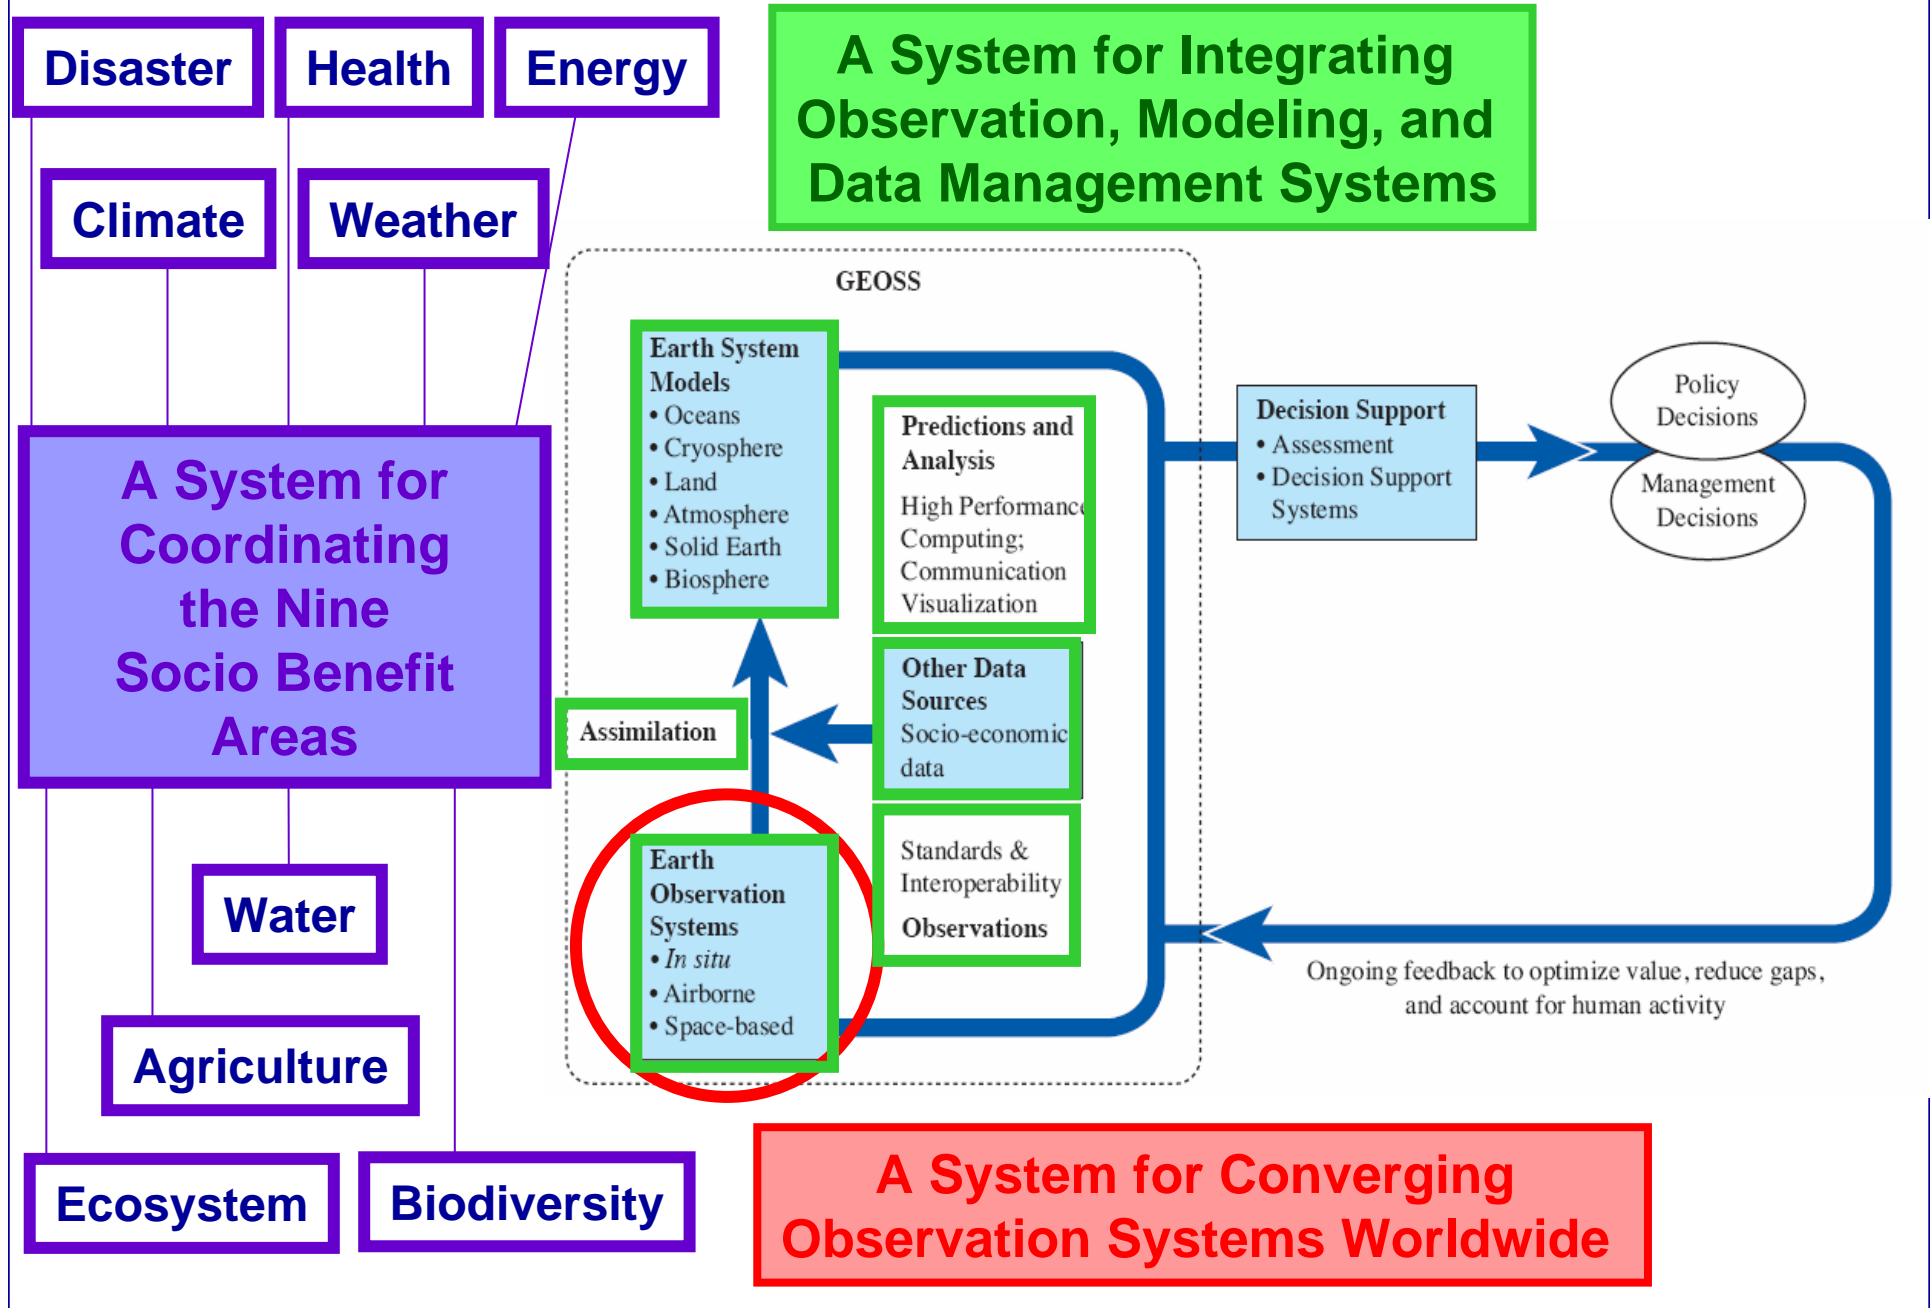 Disaster
Health
Energy
Climate
Weather
A System for
Coordinating
the Nine
Socio Benefit
Areas
Water
Agriculture
Ecosystem
Biodiversity
A System for Integrating
Observation, Modeling, and
Data Management Systems
GEOSS
Earth System
Models
• Oceans
• Cryosphere
• Land
• Atmosphere
• Solid Earth
• Biosphere
Predictions and
Analysis
High Performance
Computing;
Communication
Visualization
Other Data
Sources
Socio-economic
data
Assimilation
Earth
Observation
Systems
• In situ
• Airborne
• Space-based
Standards &
Interoperability
Observations
Decision Support
• Assessment
• Decision Support
Systems
Policy
Decisions
Management
Decisions
Ongoing feedback to optimize value, reduce gaps,
and account for human activity
A System for Converging
Observation Systems Worldwide